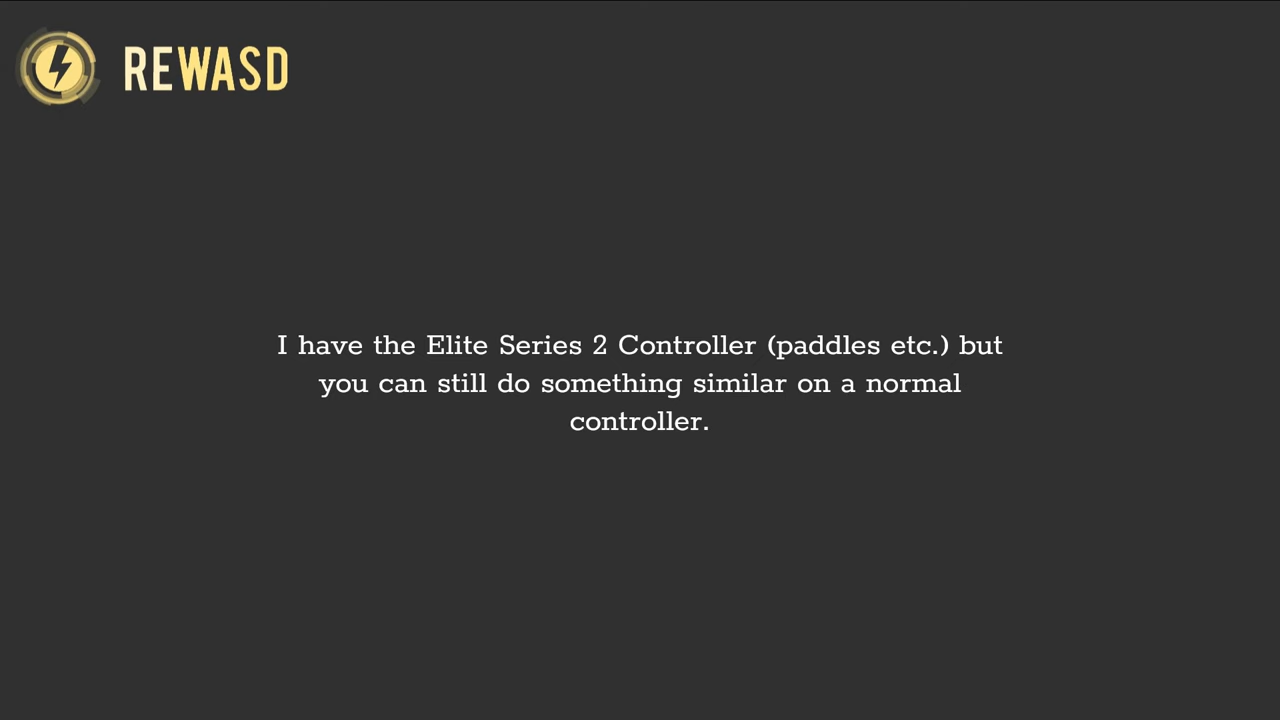 REWASD
I have the Elite Series 2 Controller (paddles etc.) but
you can still do something similar on a normal
controller.